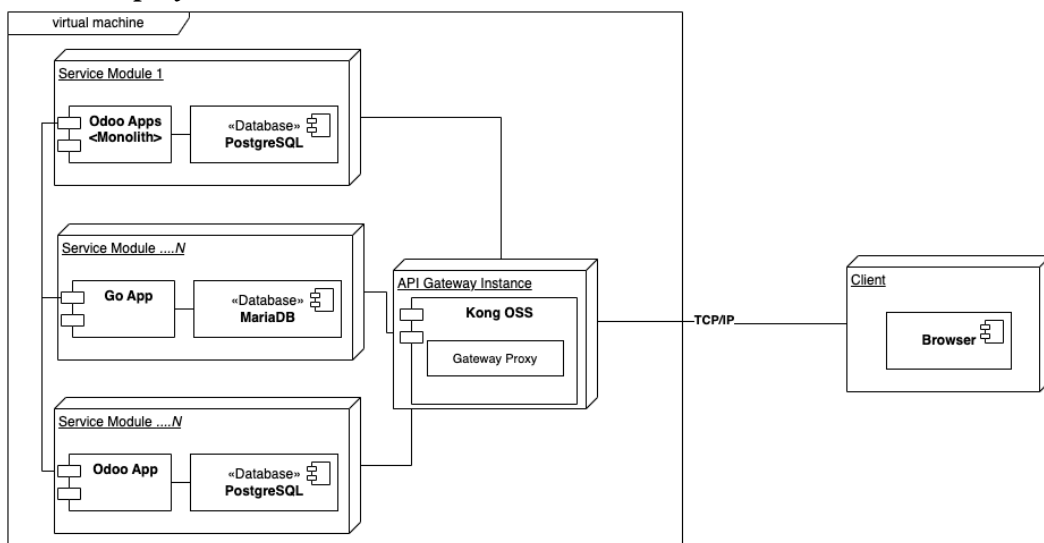 virtual machine
Service Module 1
Odoo Apps
<Monolith>
«Database»
PostgreSQL
Service Module ....N
Go App
«Database»
MariaDB
API Gateway Instance
Kong OSS
Gateway Proxy
TCP/IP
Client
Browser
Service Module ....N
Odoo App
«Database»
PostgreSQL